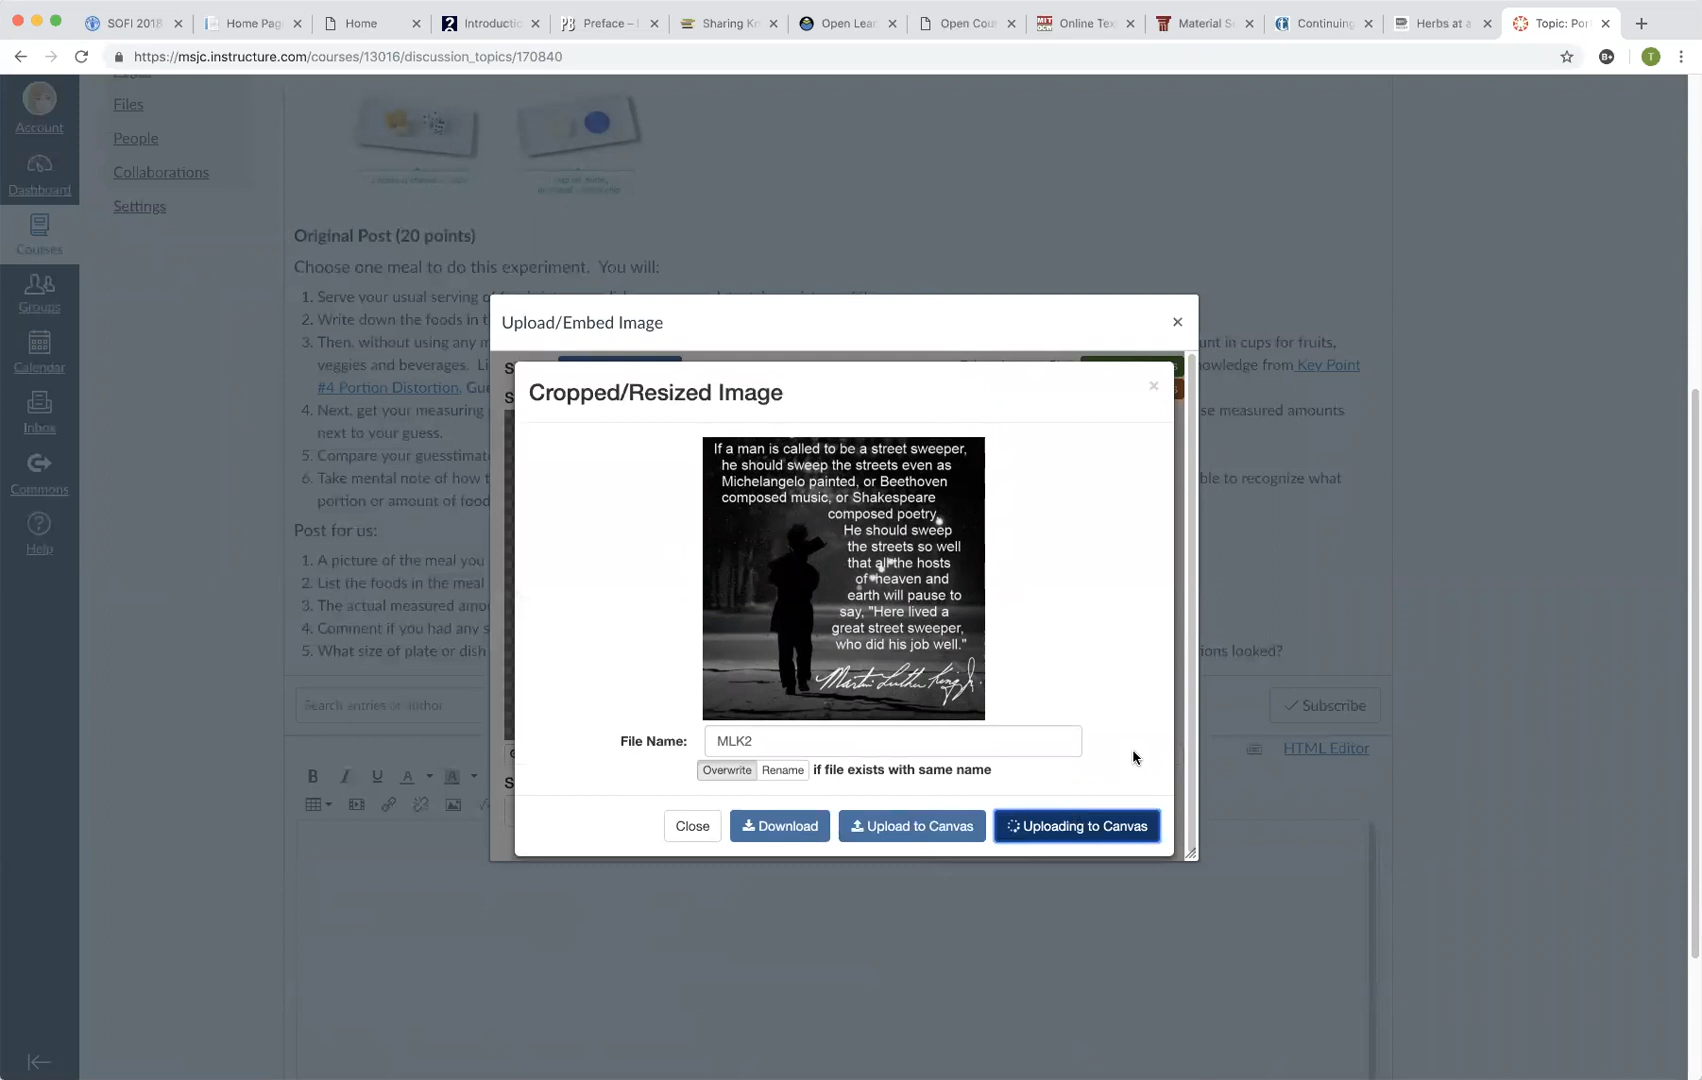 SOFI 2018
Home Pag
Home
Introductio
Preface –
Sharing Kn
Open Lear
Open Cou
Online Tex
Material Se
Continuing
Herbs at a
Topic: Por
https://msjc.instructure.com/courses/13016/discussion_topics/170840
T
Account
Dashboard
Courses
Groups
Calendar
Inbox
Commons
Help
Files
People
Collaborations
Settings
Original Post (20 points)
Choose one meal to do this experiment. You will:
1. Serve your usual serving of
2. Write down the foods in t
3. Then, without using any m
unt in cups for fruits,
veggies and beverages. Li
nowledge from Key Point
#4 Portion Distortion. Gue
4. Next, get your measuring
se measured amounts
next to your guess.
5. Compare your guesstimat
6. Take mental note of how t
ble to recognize what
portion or amount of food
Post for us:
1. A picture of the meal you
2. List the foods in the meal
3. The actual measured amo
4. Comment if you had any s
5. What size of plate or dish
ions looked?
Search entries or author
Subscribe
HTML Editor
Upload/Embed Image
Cropped/Resized Image
If a man is called to be a street sweeper,
he should sweep the streets even as
Michelangelo painted, or Beethoven
composed music, or Shakespeare
composed poetry.
He should sweep
the streets so well
that all the hosts
of heaven and
earth will pause to
say, "Here lived a
great street sweeper,
who did his job well."
Martin Luther King Jr.
File Name: MLK2
Overwrite Rename if file exists with same name
Close Download Upload to Canvas Uploading to Canvas